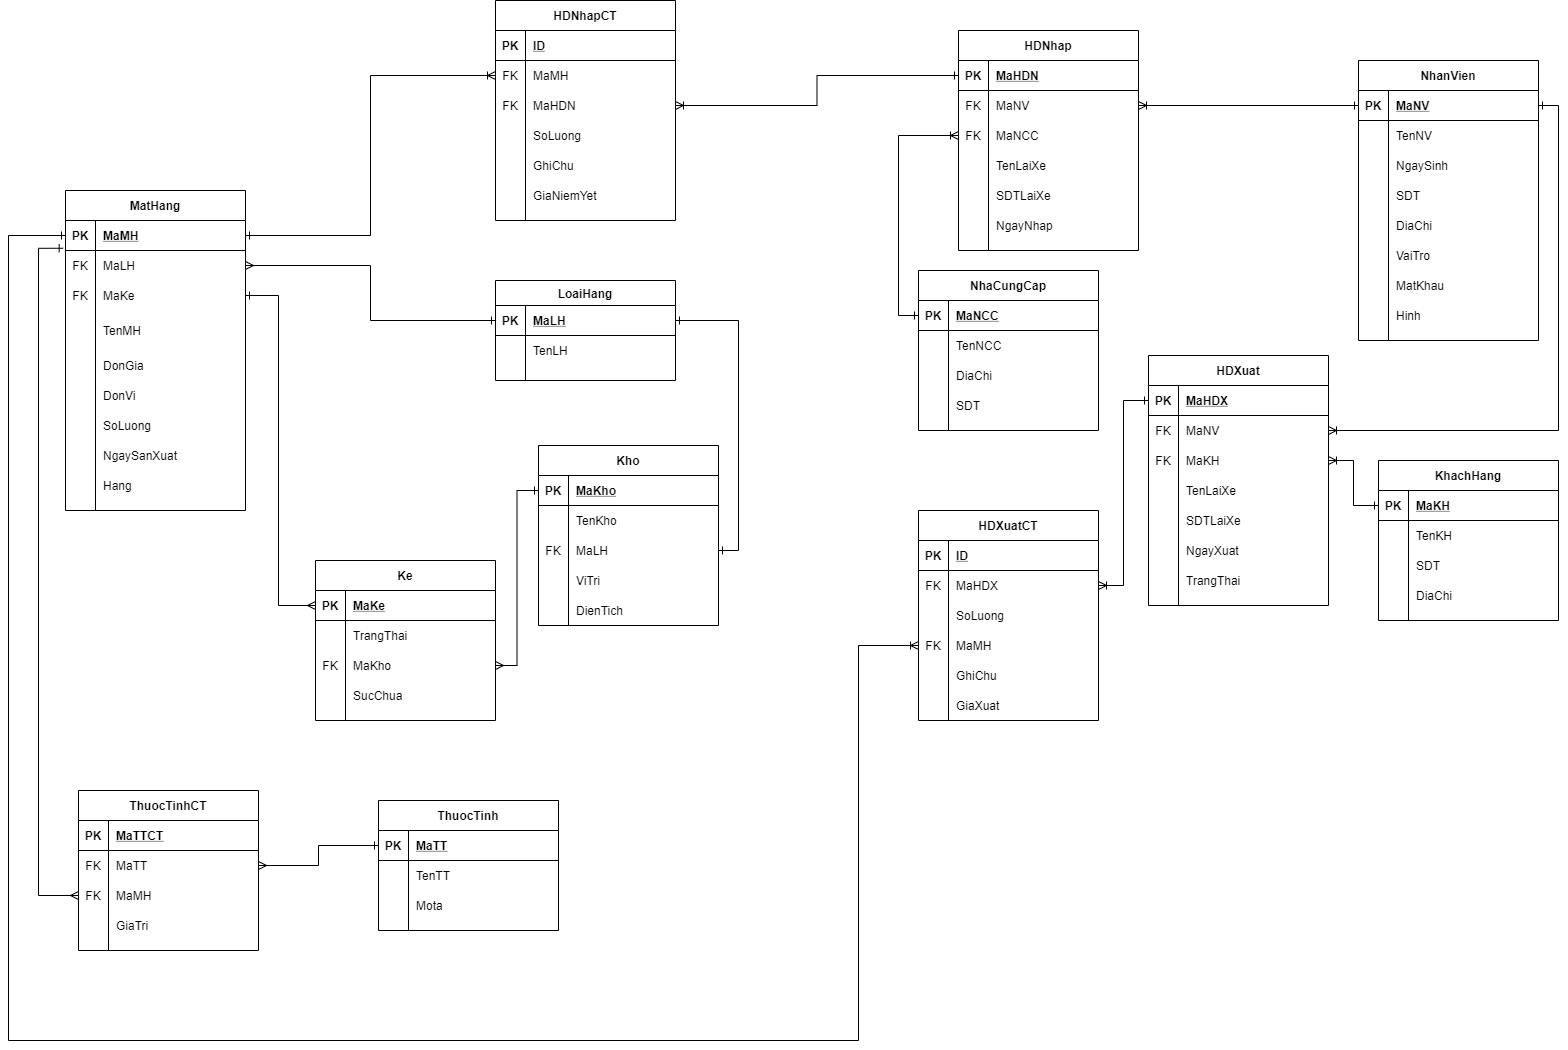 HDNhapCT
PK ID
FK MaMH
FK MaHDN
SoLuong
GhiChu
GiaNiemYet
HDNhap
PK MaHDN
FK MaNV
FK MaNCC
TenLaiXe
SDTLaiXe
NgayNhap
NhanVien
PK MaNV
TenNV
NgaySinh
SDT
DiaChi
VaiTro
MatKhau
Hinh
MatHang
PK MaMH
FK MaLH
FK MaKe
TenMH
DonGia
DonVi
SoLuong
NgaySanXuat
Hang
LoaiHang
PK MaLH
TenLH
NhaCungCap
PK MaNCC
TenNCC
DiaChi
SDT
HDXuat
PK MaHDX
FK MaNV
FK MaKH
TenLaiXe
SDTLaiXe
NgayXuat
TrangThai
Kho
PK MaKho
TenKho
FK MaLH
ViTri
DienTich
KhachHang
PK MaKH
TenKH
SDT
DiaChi
HDXuatCT
PK ID
FK MaHDX
SoLuong
FK MaMH
GhiChu
GiaXuat
Ke
PK MaKe
TrangThai
FK MaKho
SucChua
ThuocTinhCT
PK MaTTCT
FK MaTT
FK MaMH
GiaTri
ThuocTinh
PK MaTT
TenTT
Mota